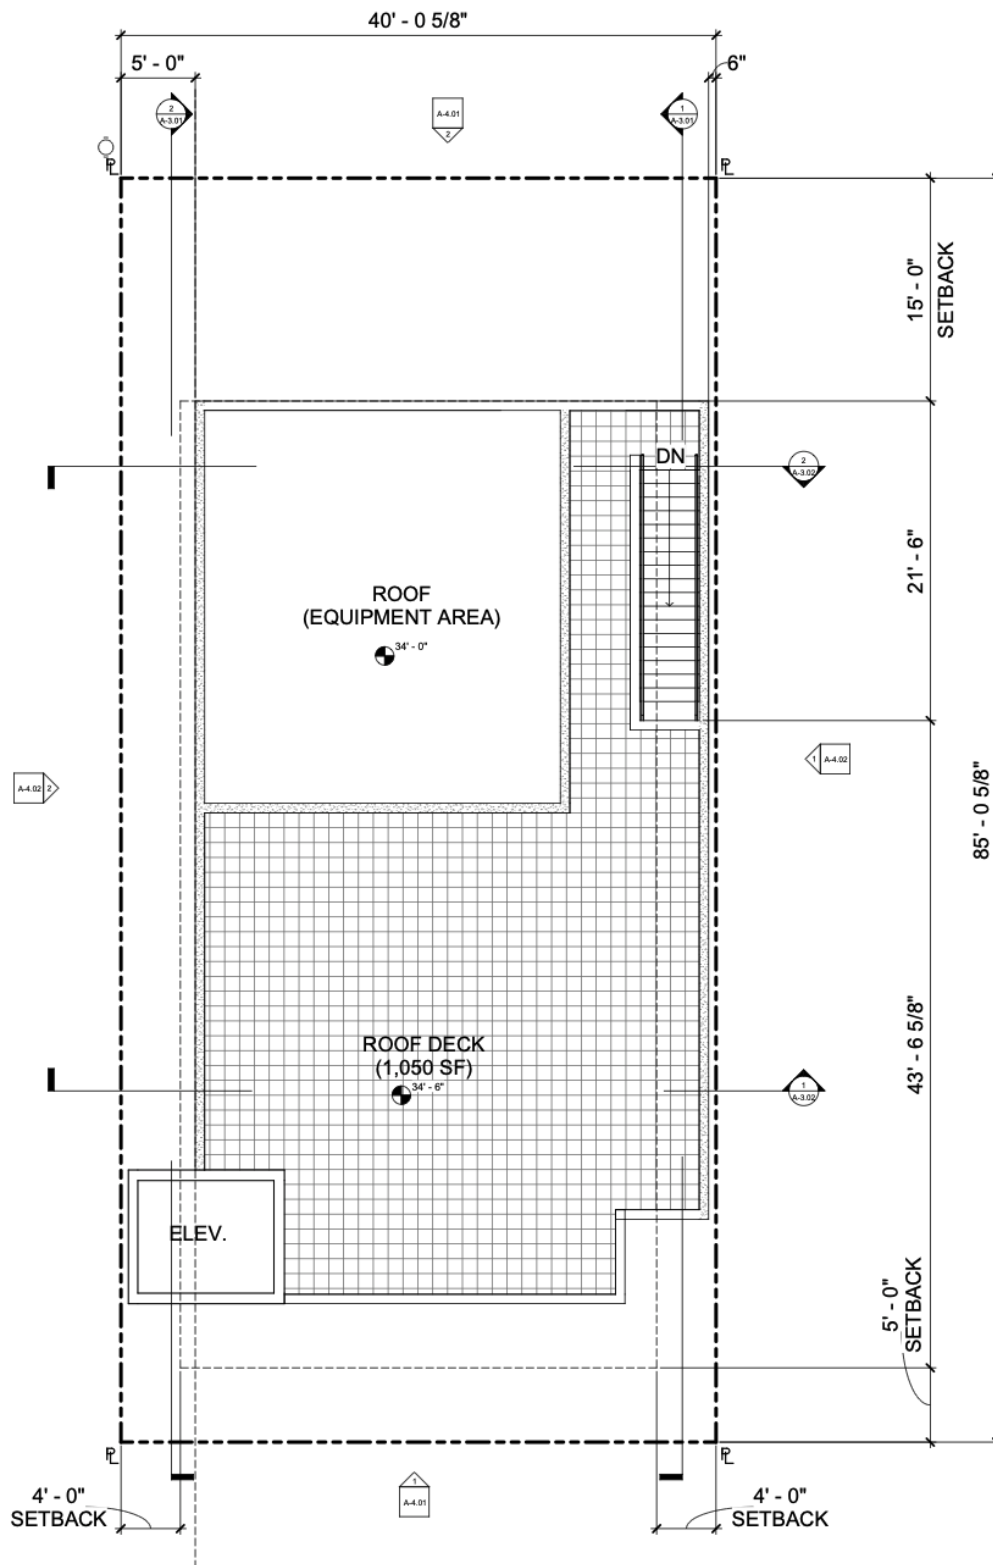 40' - 0 5/8"
5' - 0"
6"
2
A-3.01
A-4.01
2
1
A-3.01
PL
PL
15' - 0"
SETBACK
DN
2
A-3.02
ROOF
(EQUIPMENT AREA)
34' - 0"
21' - 6"
A-4.02
2
1
A-4.02
85' - 0 5/8"
ROOF DECK
(1,050 SF)
34' - 6"
1
A-3.02
43' - 6 5/8"
ELEV.
5' - 0"
SETBACK
PL
PL
4' - 0"
SETBACK
1
A-4.01
4' - 0"
SETBACK